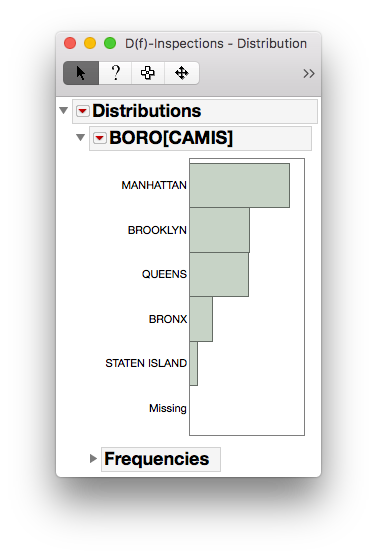 D(f)-Inspections - Distribution
?
>>
Distributions
BORO[CAMIS]
MANHATTAN
BROOKLYN
QUEENS
BRONX
STATEN ISLAND
Missing
Frequencies